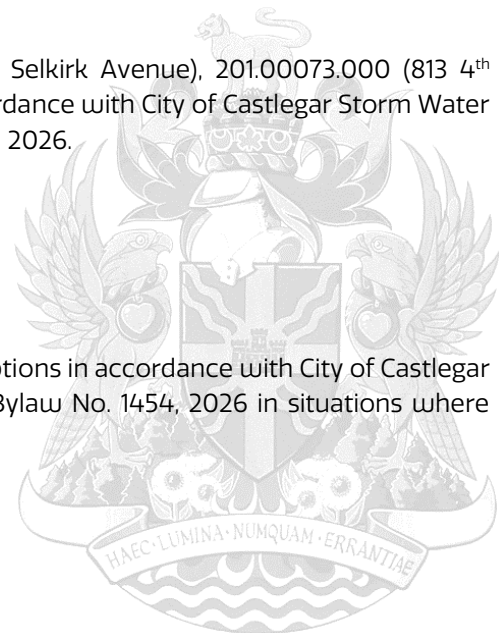 Selkirk Avenue), 201.00073.000 (813 4th
rdance with City of Castlegar Storm Water
2026.
otions in accordance with City of Castlegar
Bylaw No. 1454, 2026 in situations where
HAEC·LUMINA·NUMQUAM·ERRANTIAE